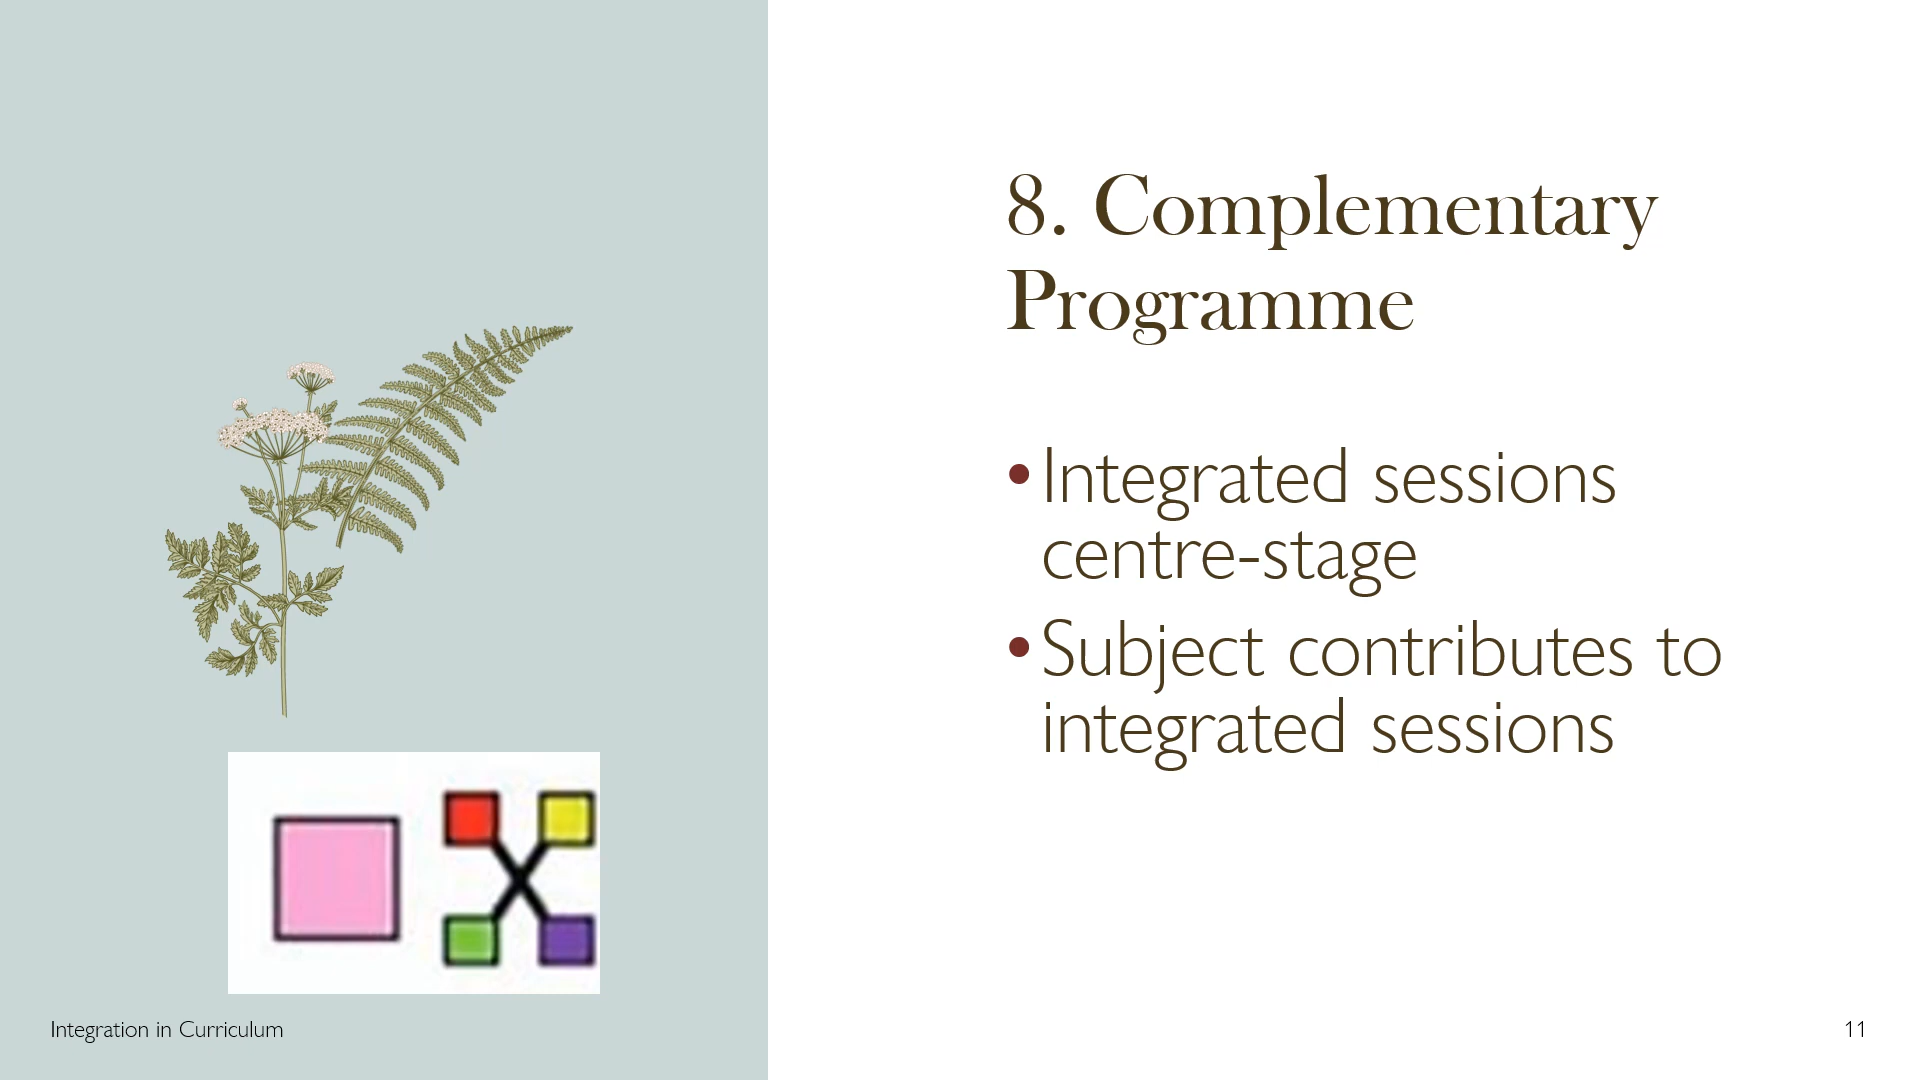 8. Complementary
Programme
•Integrated sessions
centre-stage
•Subject contributes to
integrated sessions
Integration in Curriculum
11